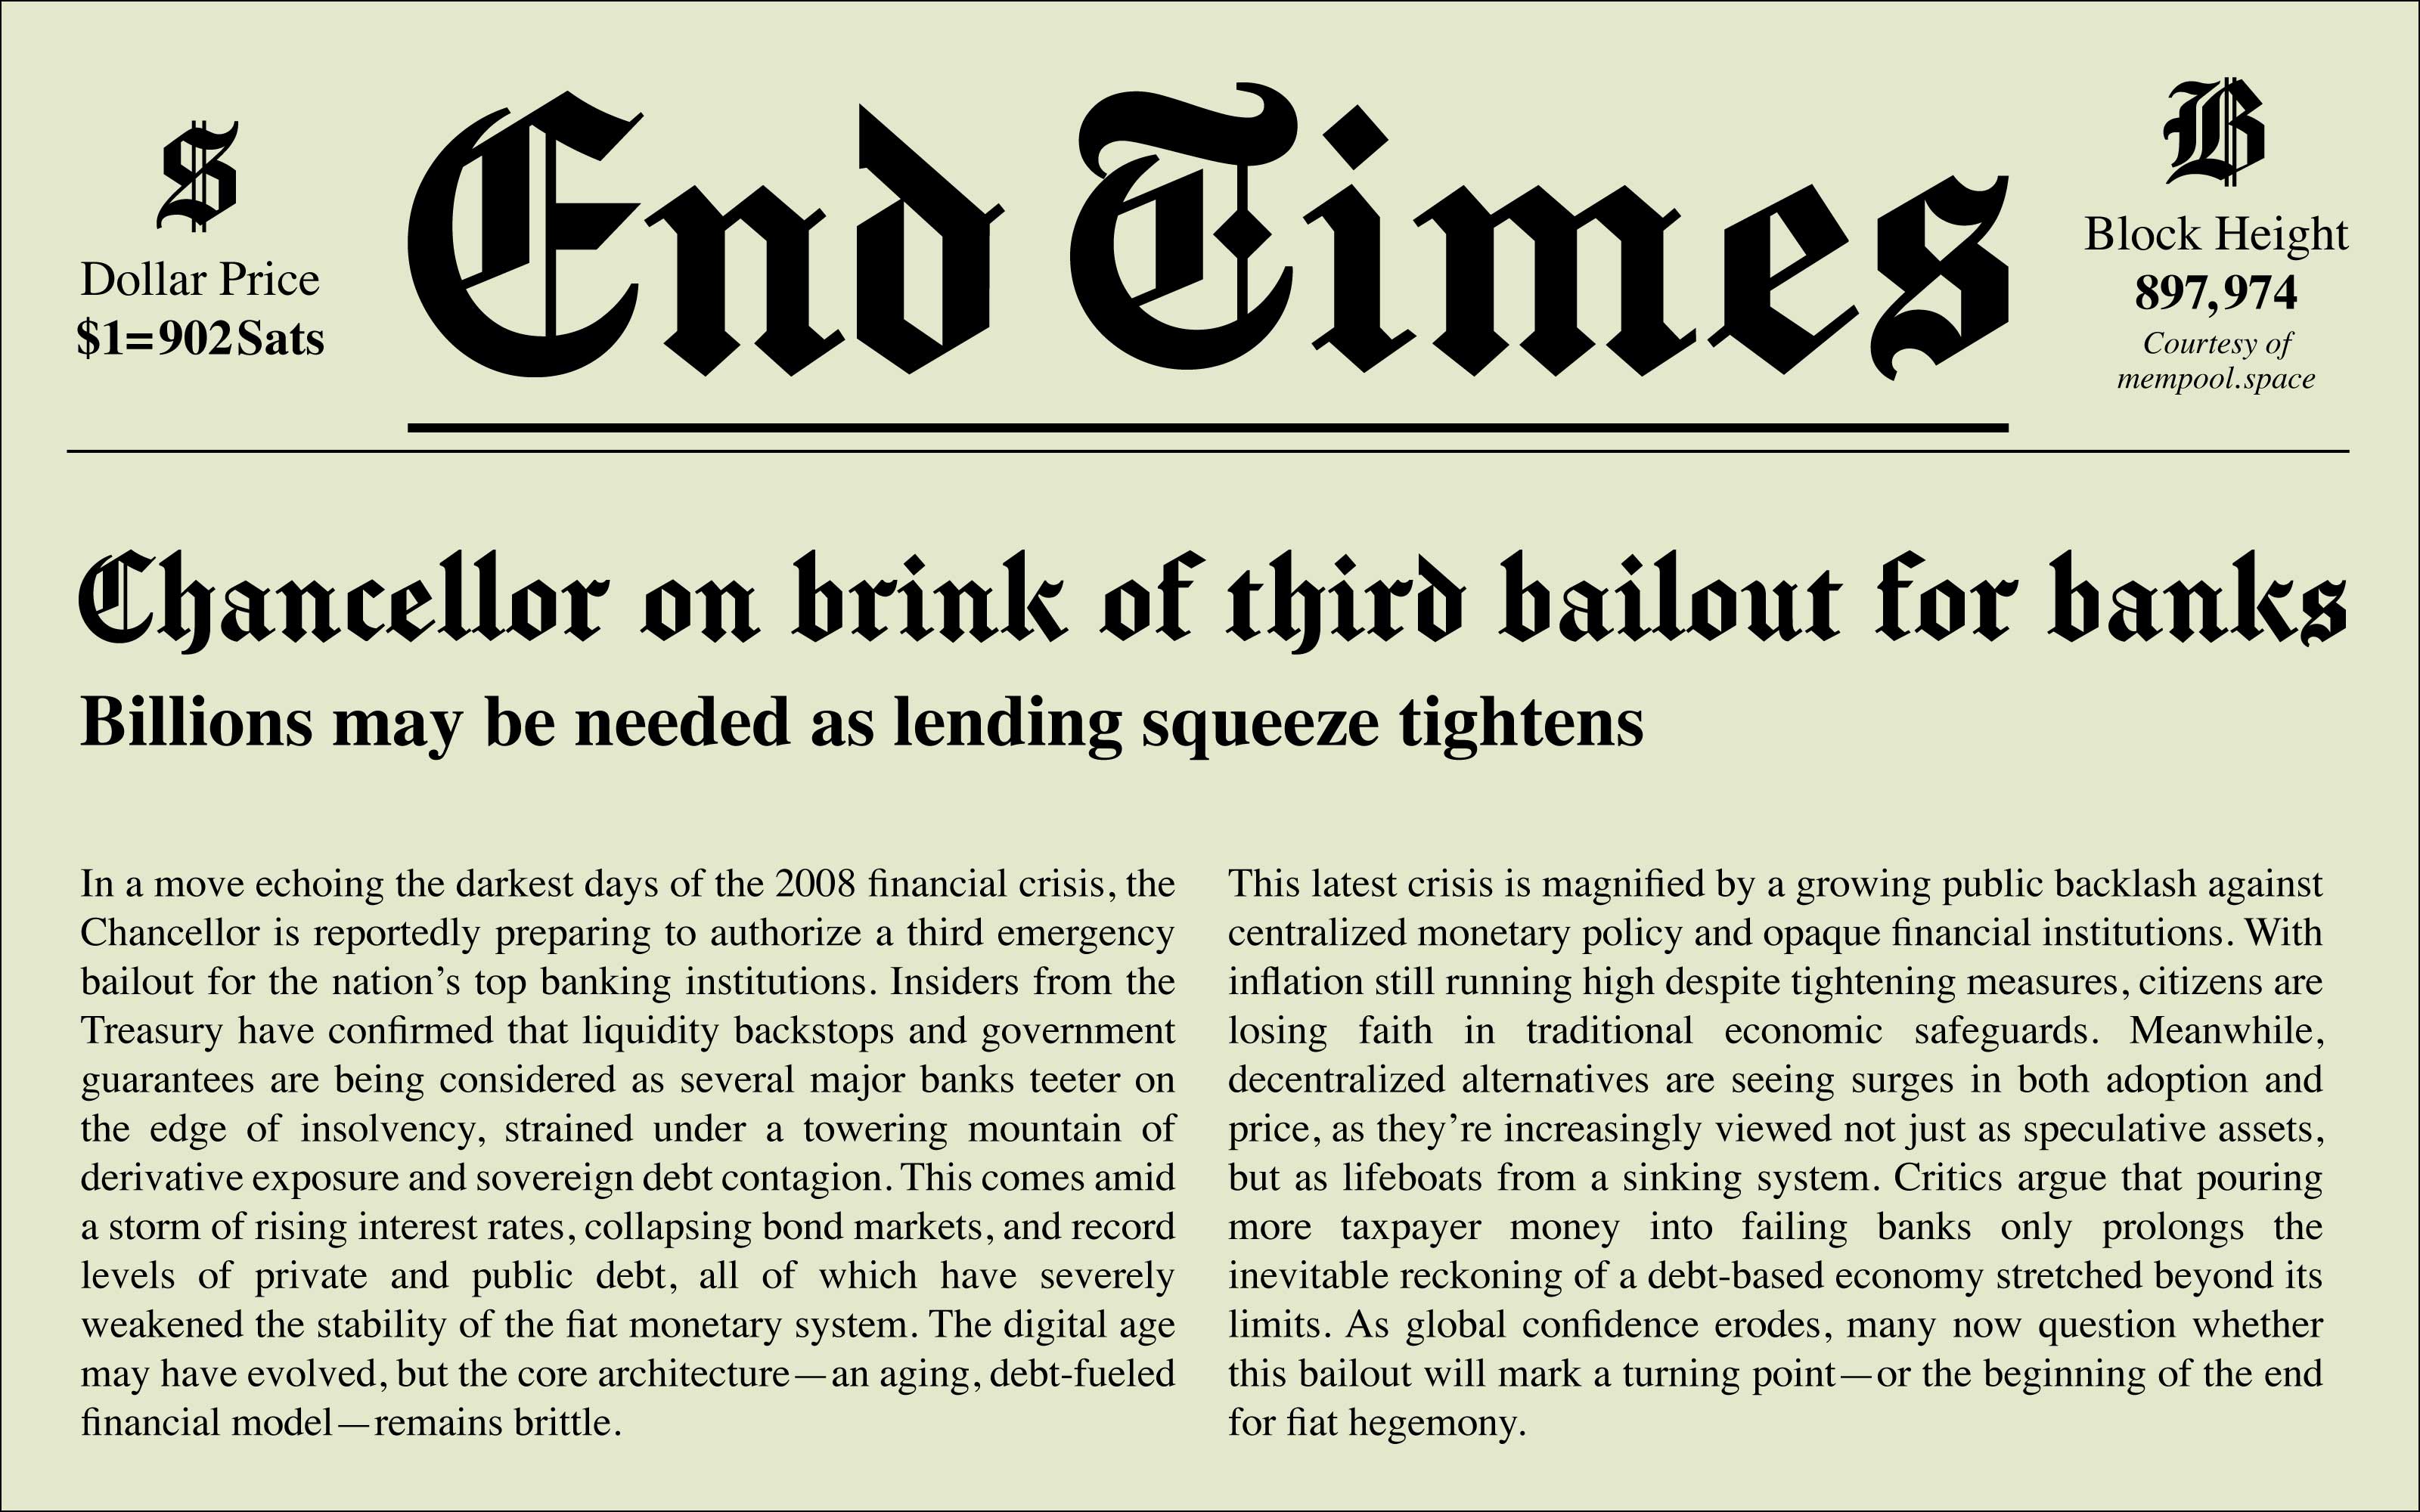 $
Dollar Price
$1=902Sats
End Times
B
Block Height
897,974
Courtesy of
mempool.space
Chancellor on brink of third bailout for banks
Billions may be needed as lending squeeze tightens
In a move echoing the darkest days of the 2008 financial crisis, the
Chancellor is reportedly preparing to authorize a third emergency
bailout for the nation’s top banking institutions. Insiders from the
Treasury have confirmed that liquidity backstops and government
guarantees are being considered as several major banks teeter on
the edge of insolvency, strained under a towering mountain of
derivative exposure and sovereign debt contagion. This comes amid
a storm of rising interest rates, collapsing bond markets, and record
levels of private and public debt, all of which have severely
weakened the stability of the fiat monetary system. The digital age
may have evolved, but the core architecture—an aging, debt-fueled
financial model—remains brittle.
This latest crisis is magnified by a growing public backlash against
centralized monetary policy and opaque financial institutions. With
inflation still running high despite tightening measures, citizens are
losing faith in traditional economic safeguards. Meanwhile,
decentralized alternatives are seeing surges in both adoption and
price, as they’re increasingly viewed not just as speculative assets,
but as lifeboats from a sinking system. Critics argue that pouring
more taxpayer money into failing banks only prolongs the
inevitable reckoning of a debt-based economy stretched beyond its
limits. As global confidence erodes, many now question whether
this bailout will mark a turning point—or the beginning of the end
for fiat hegemony.